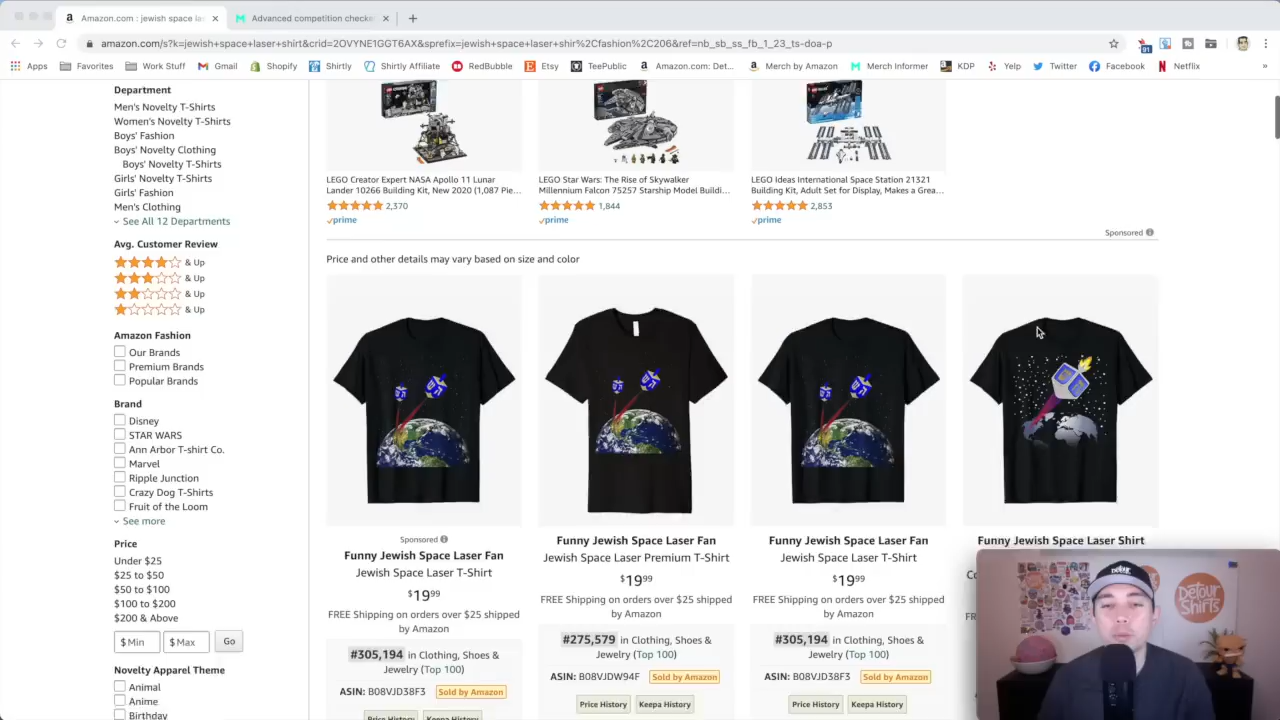 Amazon.com : jewish space las
Advanced competition checke
amazon.com/s?k=jewish+space+laser+shirt&crid=2OVYNE1GGT6AX&sprefix=jewish+space+laser+shir%2Cfashion%2C206&ref=nb_sb_ss_fb_1_23_ts-doa-p
91
Apps Favorites Work Stuff Gmail Shopify Shirtly Shirtly Affiliate RedBubble Etsy TeePublic Amazon.com: Det... Merch by Amazon Merch Informer KDP Yelp Twitter Facebook Netflix »
Department
Men's Novelty T-Shirts
Women's Novelty T-Shirts
Boys' Fashion
Boys' Novelty Clothing
Boys' Novelty T-Shirts
Girls' Novelty T-Shirts
Girls' Fashion
Men's Clothing
See All 12 Departments
Avg. Customer Review
& Up
& Up
& Up
& Up
Amazon Fashion
Our Brands
Premium Brands
Popular Brands
Brand
Disney
STAR WARS
Ann Arbor T-shirt Co.
Marvel
Ripple Junction
Crazy Dog T-Shirts
Fruit of the Loom
See more
Price
Under $25
$25 to $50
$50 to $100
$100 to $200
$200 & Above
$ Min $ Max Go
Novelty Apparel Theme
Animal
Anime
Birthday
LEGO Creator Expert NASA Apollo 11 Lunar
Lander 10266 Building Kit, New 2020 (1,087 Pie...
2,370
prime
LEGO Star Wars: The Rise of Skywalker
Millennium Falcon 75257 Starship Model Buildi...
1,844
prime
LEGO Ideas International Space Station 21321
Building Kit, Adult Set for Display, Makes a Grea...
2,853
prime
Sponsored
Price and other details may vary based on size and color
Sponsored
Funny Jewish Space Laser Fan
Jewish Space Laser T-Shirt
$19.99
FREE Shipping on orders over $25 shipped
by Amazon
#305,194 in Clothing, Shoes &
Jewelry (Top 100)
ASIN: B08VJD38F3 Sold by Amazon
Price History Keepa History
Funny Jewish Space Laser Fan
Jewish Space Laser Premium T-Shirt
$19.99
FREE Shipping on orders over $25 shipped
by Amazon
#275,579 in Clothing, Shoes &
Jewelry (Top 100)
ASIN: B08VJDW94F Sold by Amazon
Price History Keepa History
Funny Jewish Space Laser Fan
Jewish Space Laser T-Shirt
$19.99
FREE Shipping on orders over $25 shipped
by Amazon
#305,194 in Clothing, Shoes &
Jewelry (Top 100)
ASIN: B08VJD38F3 Sold by Amazon
Price History Keepa History
Funny Jewish Space Laser Shirt
DETOUR
DETOUR
SHIRTS